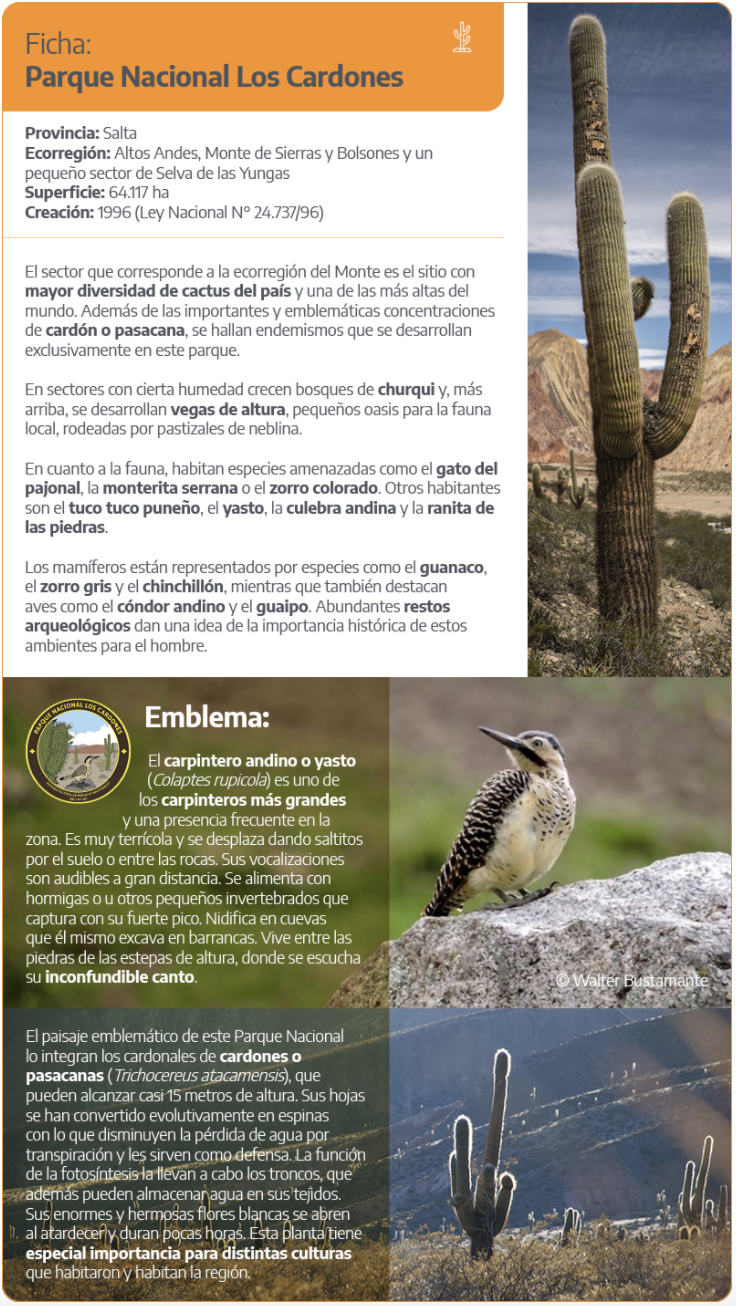 Ficha:
Parque Nacional Los Cardones
Provincia: Salta
Ecorregión: Altos Andes, Monte de Sierras y Bolsones y un
pequeño sector de Selva de las Yungas
Superficie: 64.117 ha
Creación: 1996 (Ley Nacional N° 24.737/96)
El sector que corresponde a la ecorregión del Monte es el sitio con
mayor diversidad de cactus del país y una de las más altas del
mundo. Además de las importantes y emblemáticas concentraciones
de cardón o pasacana, se hallan endemismos que se desarrollan
exclusivamente en este parque.
En sectores con cierta humedad crecen bosques de churqui y, más
arriba, se desarrollan vegas de altura, pequeños oasis para la fauna
local, rodeadas por pastizales de neblina.
En cuanto a la fauna, habitan especies amenazadas como el gato del
pajonal, la monterita serrana o el zorro colorado. Otros habitantes
son el tuco tuco puneño, el yasto, la culebra andina y la ranita de
las piedras.
Los mamíferos están representados por especies como el guanaco,
el zorro gris y el chinchillón, mientras que también destacan
aves como el cóndor andino y el guaipo. Abundantes restos
arqueológicos dan una idea de la importancia histórica de estos
ambientes para el hombre.
PARQUE NACIONAL LOS CARDONES
Emblema:
El carpintero andino o yasto
(Colaptes rupicola) es uno de
los carpinteros más grandes
y una presencia frecuente en la
zona. Es muy terrícola y se desplaza dando saltitos
por el suelo o entre las rocas. Sus vocalizaciones
son audibles a gran distancia. Se alimenta con
hormigas o u otros pequeños invertebrados que
captura con su fuerte pico. Nidifica en cuevas
que él mismo excava en barrancas. Vive entre las
piedras de las estepas de altura, donde se escucha
su inconfundible canto.
© Walter Bustamante
El paisaje emblemático de este Parque Nacional
lo integran los cardonales de cardones o
pasacanas (Trichocereus atacamensis), que
pueden alcanzar casi 15 metros de altura. Sus hojas
se han convertido evolutivamente en espinas
con lo que disminuyen la pérdida de agua por
transpiración y les sirven como defensa. La función
de la fotosíntesis la llevan a cabo los troncos, que
además pueden almacenar agua en sus tejidos.
Sus enormes y hermosas flores blancas se abren
al atardecer y duran pocas horas. Esta planta tiene
especial importancia para distintas culturas
que habitaron y habitan la región.